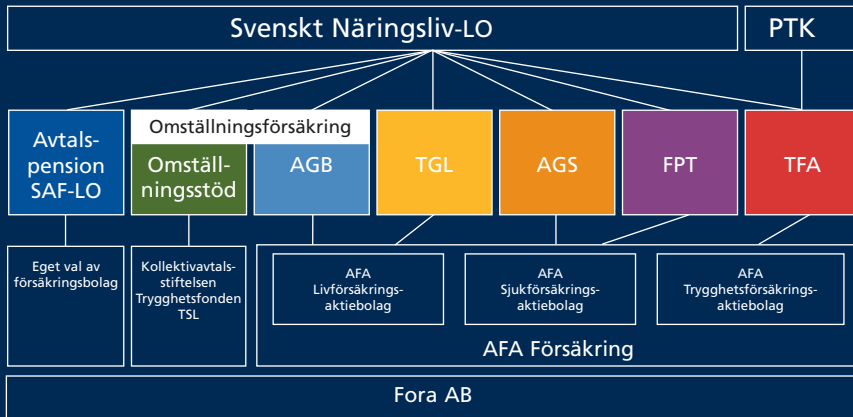 Svenskt Näringsliv-LO
PTK
Avtals-
pension
SAF-LO
Omställningsförsäkring
Omställ-
ningsstöd
AGB
TGL
AGS
FPT
TFA
Eget val av
försäkringsbolag
Kollektivavtals-
stiftelsen
Trygghetsfonden
TSL
AFA
Livförsäkrings-
aktiebolag
AFA
Sjukförsäkrings-
aktiebolag
AFA
Trygghetsförsäkrings-
aktiebolag
AFA Försäkring
Fora AB